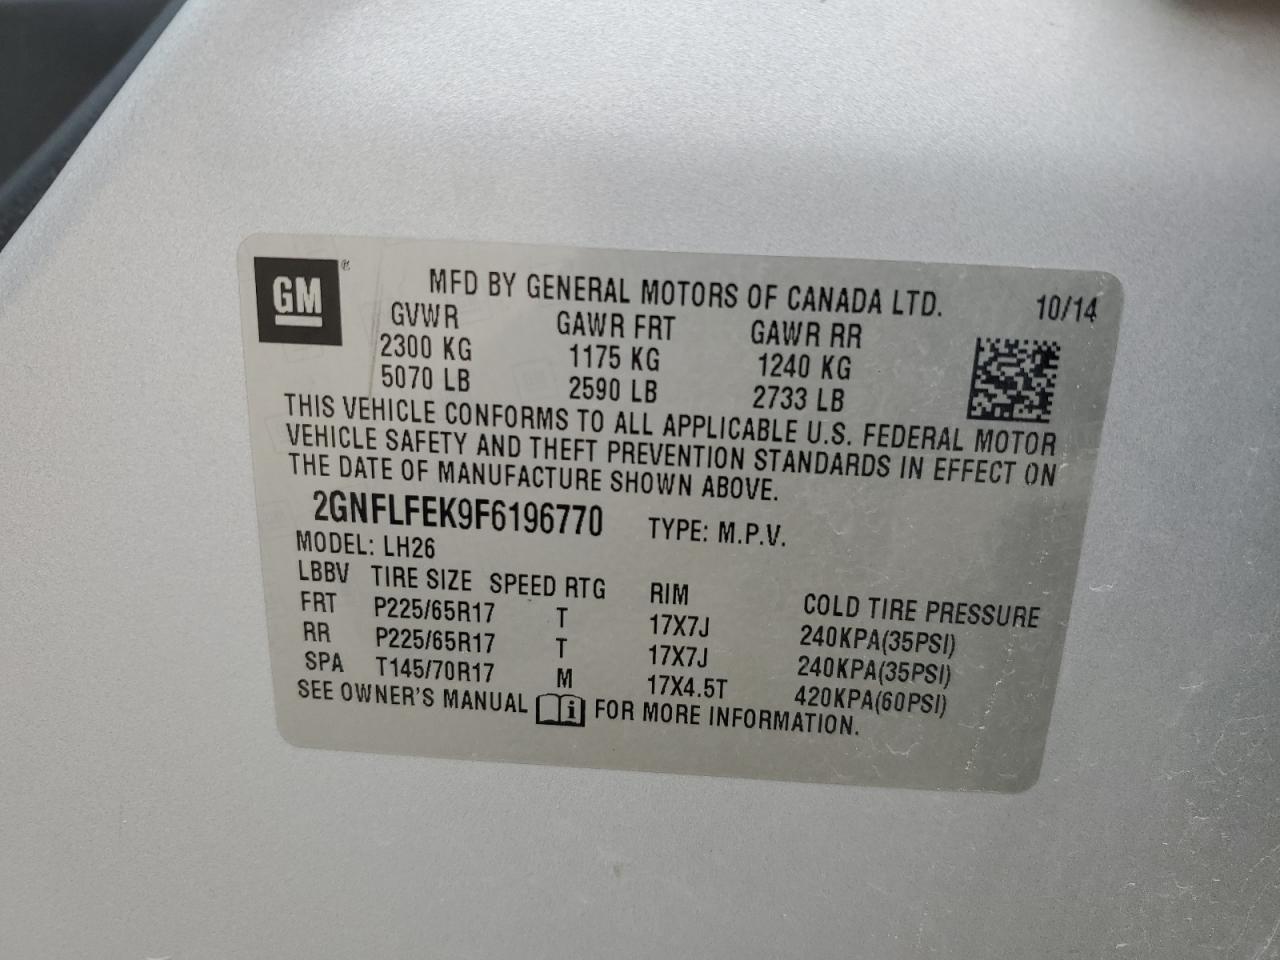 GM ®
MFD BY GENERAL MOTORS OF CANADA LTD. 10/14
GVWR GAWR FRT GAWR RR
2300 KG 1175 KG 1240 KG
5070 LB 2590 LB 2733 LB
THIS VEHICLE CONFORMS TO ALL APPLICABLE U.S. FEDERAL MOTOR
VEHICLE SAFETY AND THEFT PREVENTION STANDARDS IN EFFECT ON
THE DATE OF MANUFACTURE SHOWN ABOVE.
2GNFLFEK9F6196770 TYPE: M.P.V.
MODEL: LH26
LBBV TIRE SIZE SPEED RTG RIM COLD TIRE PRESSURE
FRT P225/65R17 T 17X7J 240KPA(35PSI)
RR P225/65R17 T 17X7J 240KPA(35PSI)
SPA T145/70R17 M 17X4.5T 420KPA(60PSI)
SEE OWNER'S MANUAL i FOR MORE INFORMATION.